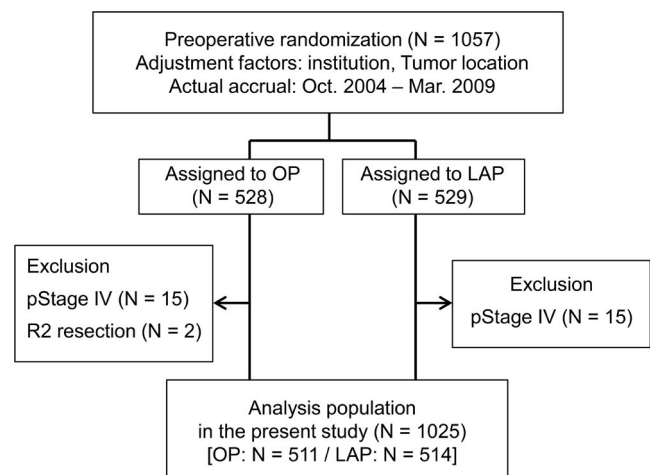 Preoperative randomization (N = 1057)
Adjustment factors: institution, Tumor location
Actual accrual: Oct. 2004 – Mar. 2009
Assigned to OP
(N = 528)
Assigned to LAP
(N = 529)
Exclusion
pStage IV (N = 15)
R2 resection (N = 2)
Exclusion
pStage IV (N = 15)
Analysis population
in the present study (N = 1025)
[OP: N = 511 / LAP: N = 514]